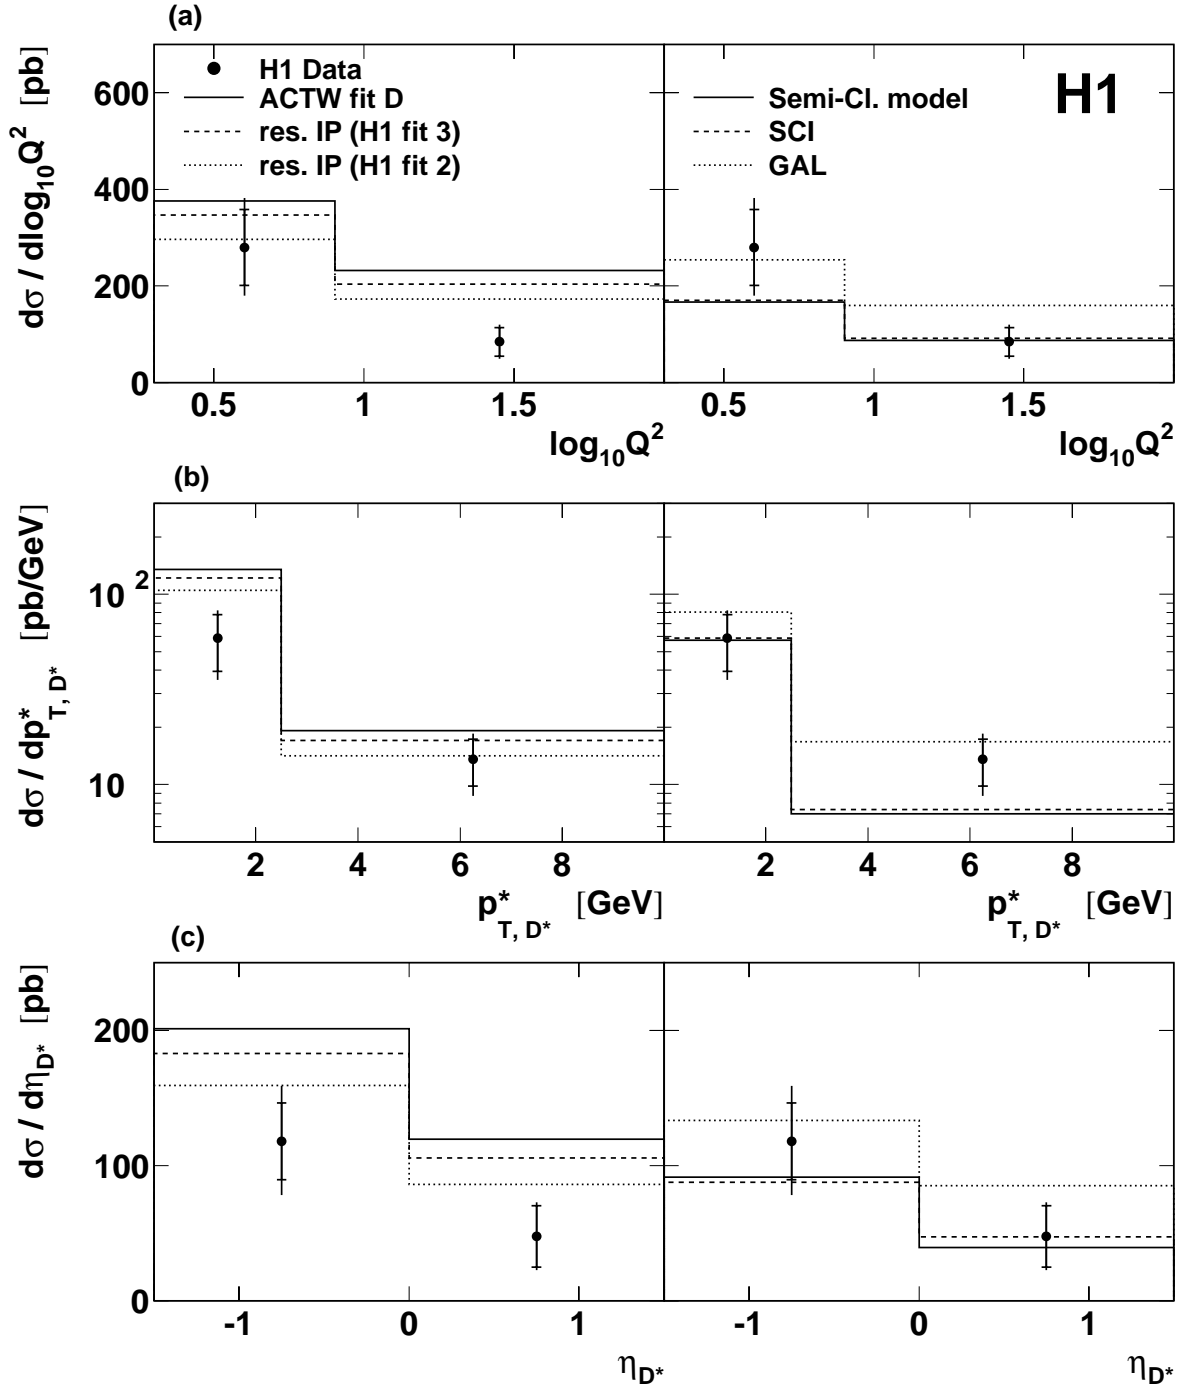 (a)
dσ / dlog10Q2 [pb]
600
400
200
0
H1 Data
ACTW fit D
res. IP (H1 fit 3)
res. IP (H1 fit 2)
Semi-Cl. model
SCI
GAL
H1
0.5 1 1.5
log10Q2
0.5 1 1.5
log10Q2
(b)
dσ / dp*T, D* [pb/GeV]
10 2
10
2 4 6 8
p*T, D* [GeV]
2 4 6 8
p*T, D* [GeV]
(c)
dσ / dηD* [pb]
200
100
0
-1 0 1
ηD*
-1 0 1
ηD*